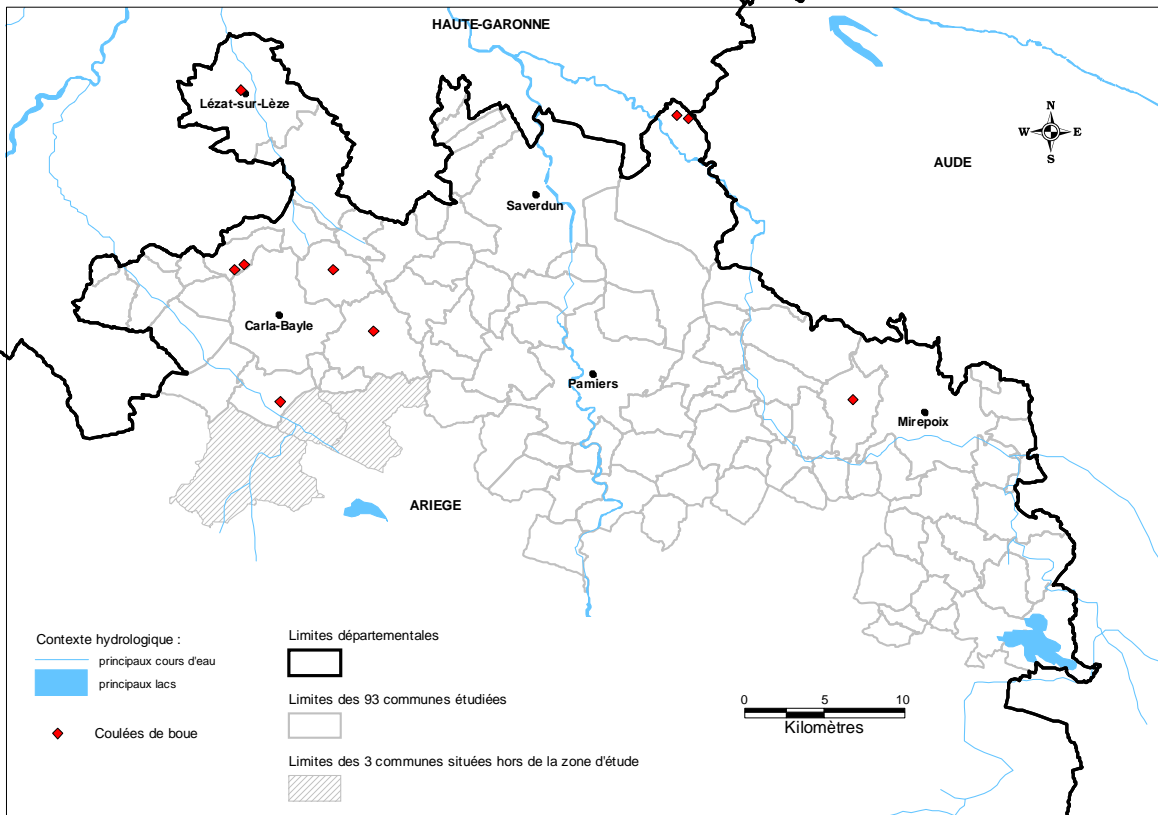 HAUTE-GARONNE
Lézat-sur-Lèze
N
W E
S
AUDE
Saverdun
Carla-Bayle
Pamiers
Mirepoix
ARIEGE
Contexte hydrologique :
principaux cours d'eau
principaux lacs
Coulées de boue
Limites départementales
Limites des 93 communes étudiées
Limites des 3 communes situées hors de la zone d'étude
0 5 10
Kilomètres